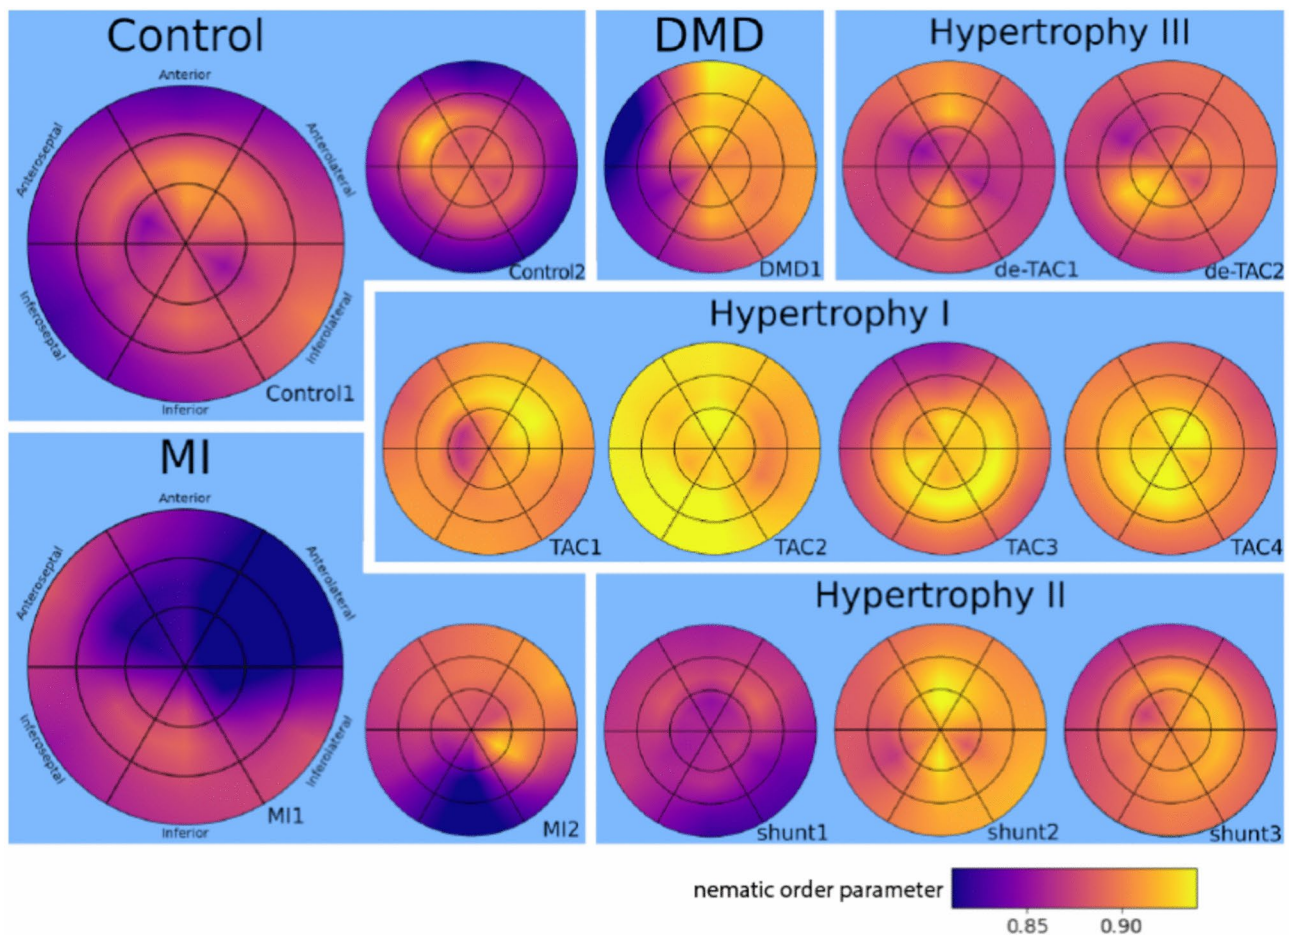 Control
Anterior
Anteroseptal
Anterolateral
Inferoseptal
Inferolateral
Inferior
Control1
Control2
DMD
DMD1
Hypertrophy III
de-TAC1
de-TAC2
Hypertrophy I
TAC1
TAC2
TAC3
TAC4
MI
Anterior
Anteroseptal
Anterolateral
Inferoseptal
Inferolateral
Inferior
MI1
MI2
Hypertrophy II
shunt1
shunt2
shunt3
nematic order parameter
0.85
0.90